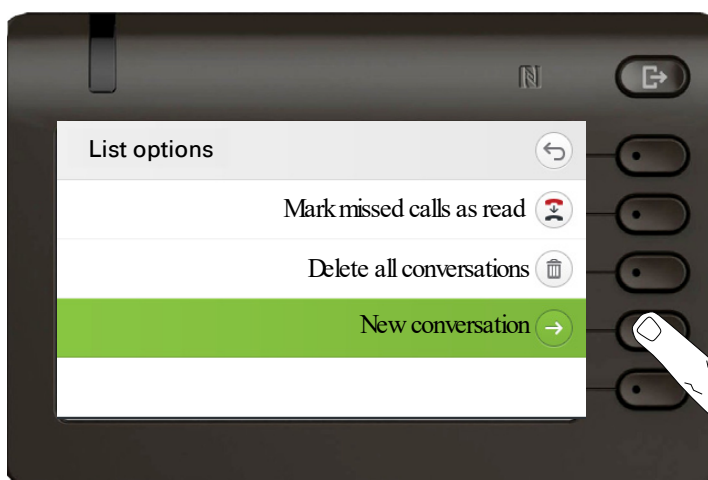 List options
Mark missed calls as read
Delete all conversations
New conversation